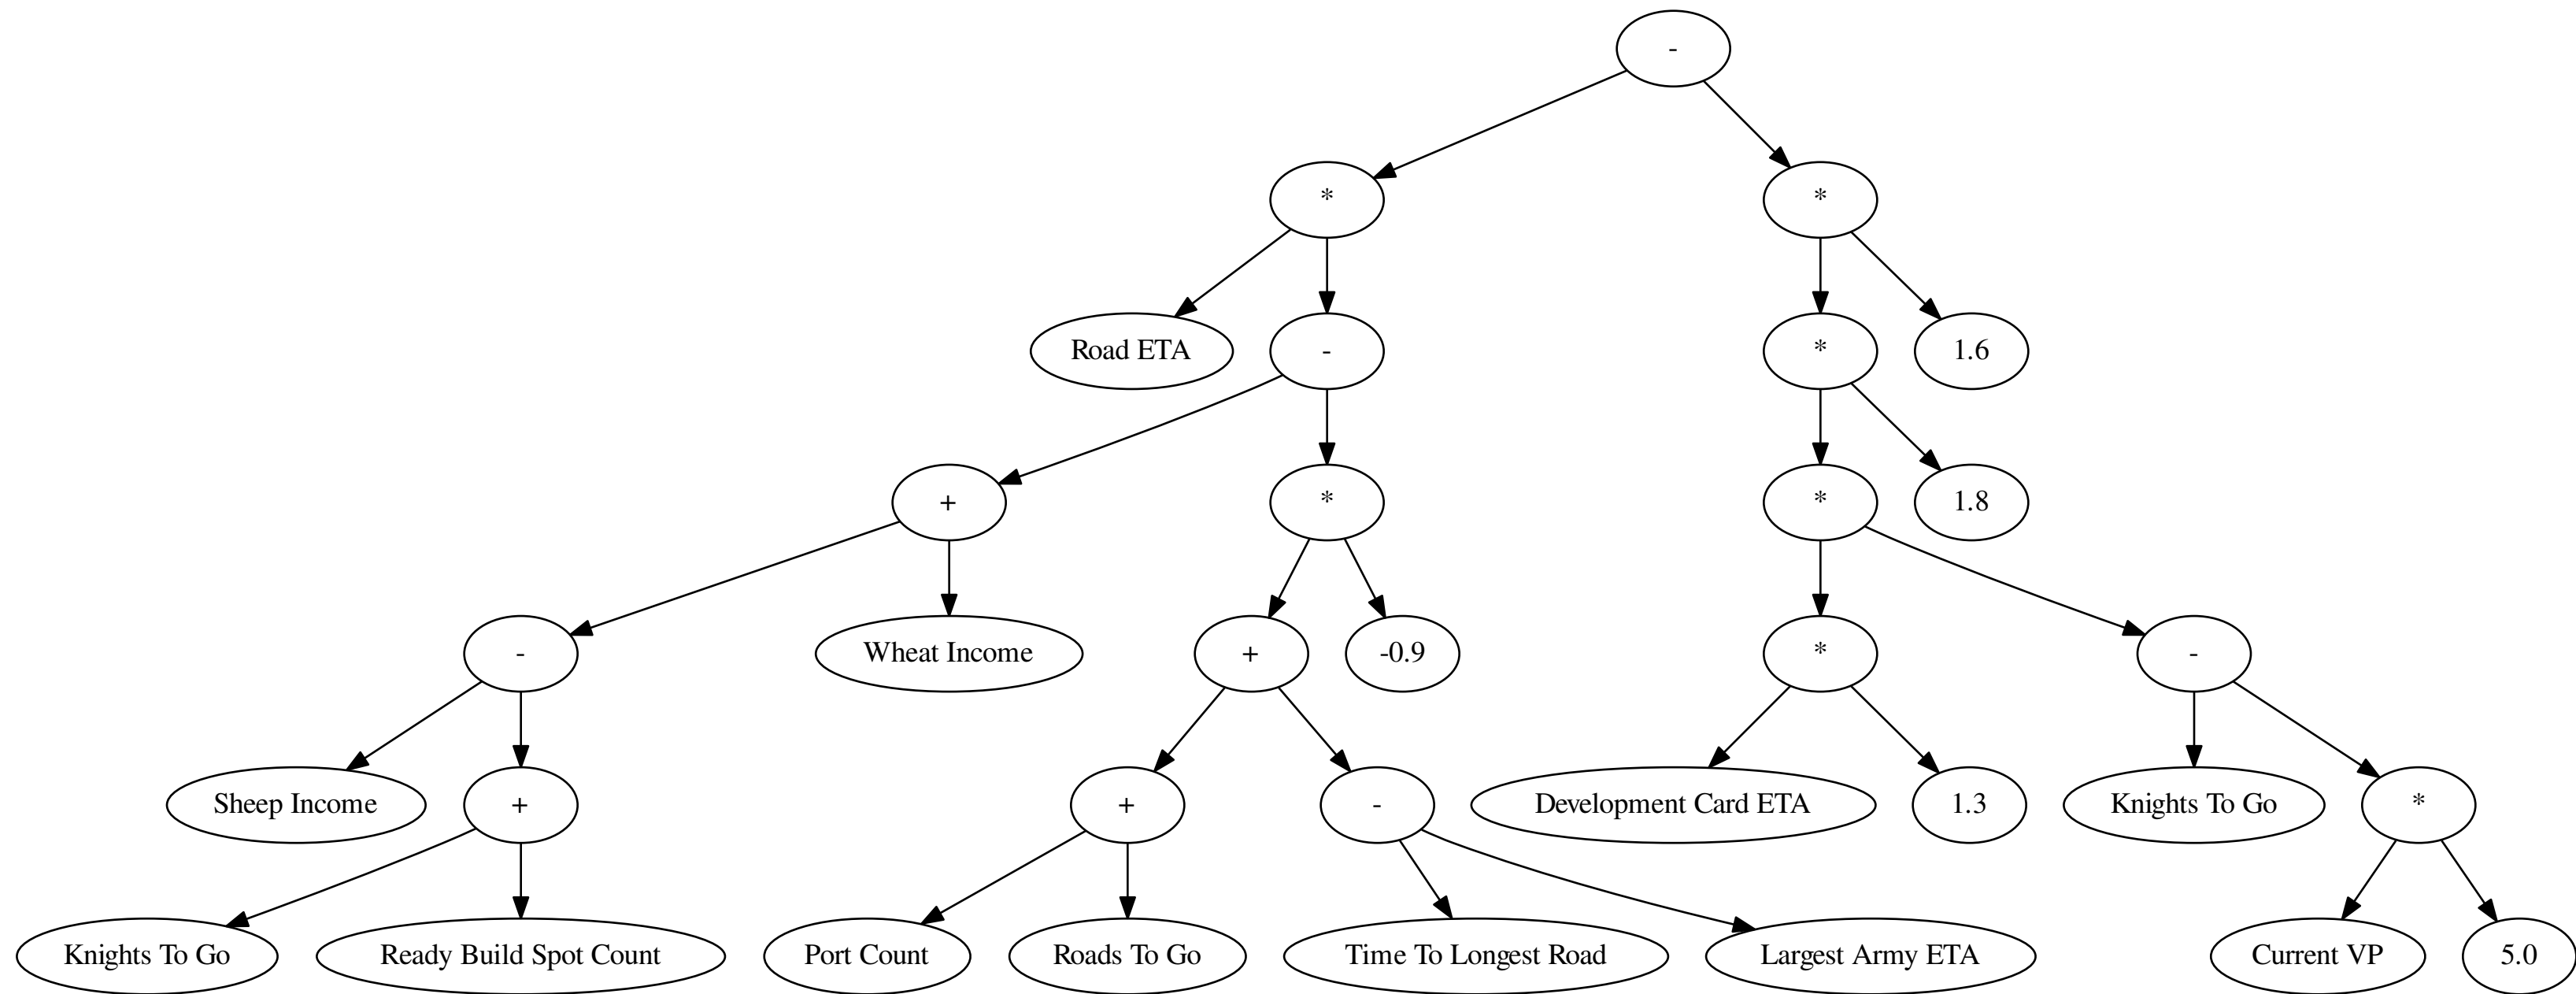 -
*
*
Road ETA
-
*
1.6
+
*
*
1.8
-
Wheat Income
+
-0.9
*
-
Sheep Income
+
+
-
Development Card ETA
1.3
Knights To Go
*
Knights To Go
Ready Build Spot Count
Port Count
Roads To Go
Time To Longest Road
Largest Army ETA
Current VP
5.0